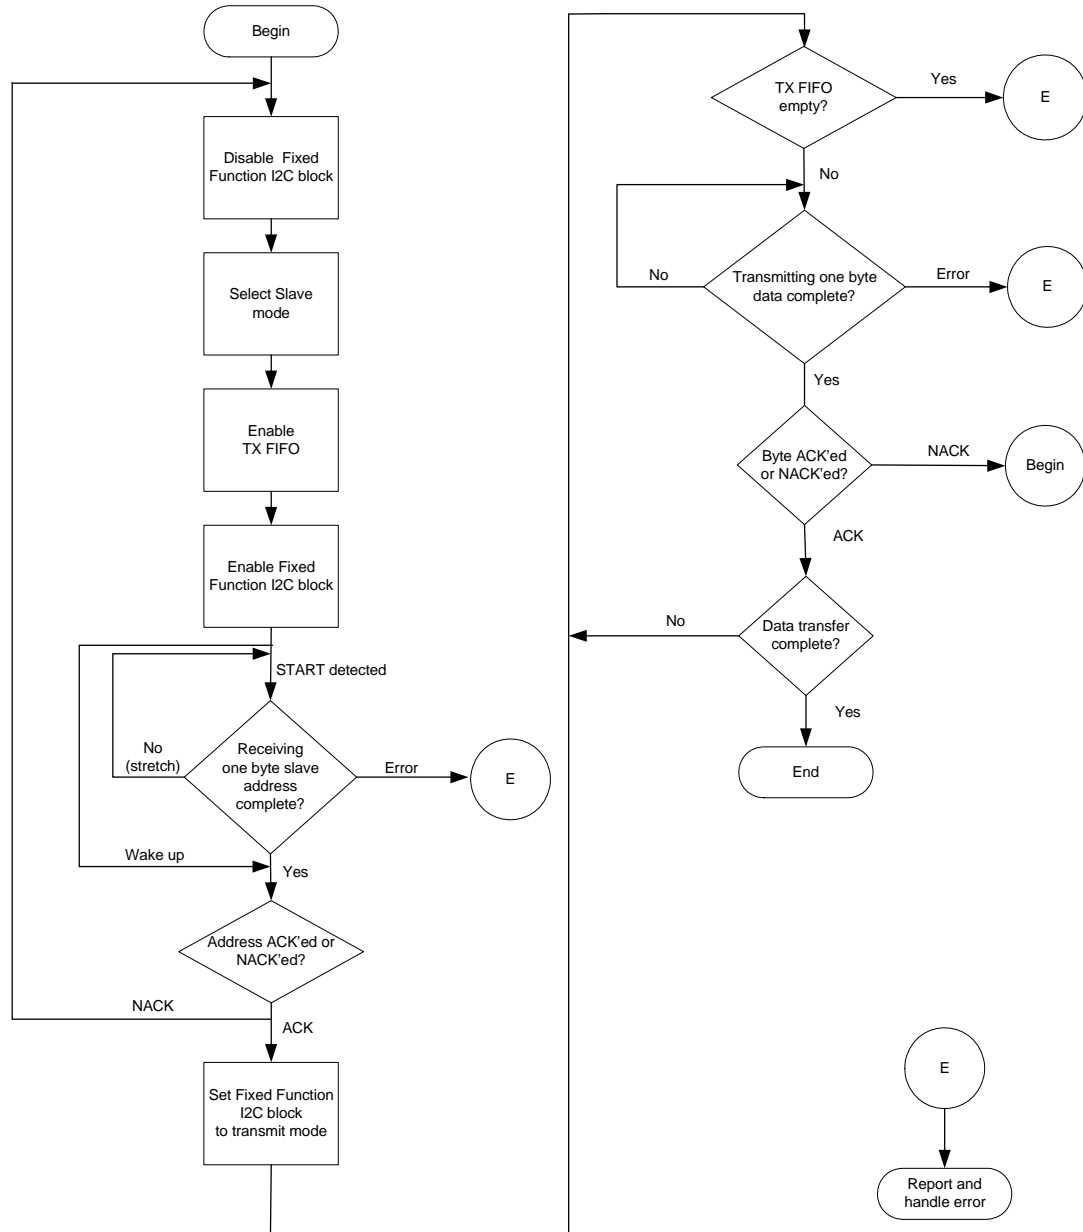 Begin
Disable Fixed
Function I2C block
Select Slave
mode
Enable
TX FIFO
Enable Fixed
Function I2C block
START detected
No
(stretch)
Receiving
one byte slave
address
complete?
Error
E
Wake up
Yes
Address ACK'ed or
NACK'ed?
NACK
ACK
Set Fixed Function
I2C block
to transmit mode
TX FIFO
empty?
Yes
E
No
No
Transmitting one byte
data complete?
Error
E
Yes
Byte ACK'ed
or NACK'ed?
NACK
Begin
ACK
No
Data transfer
complete?
Yes
End
E
Report and
handle error